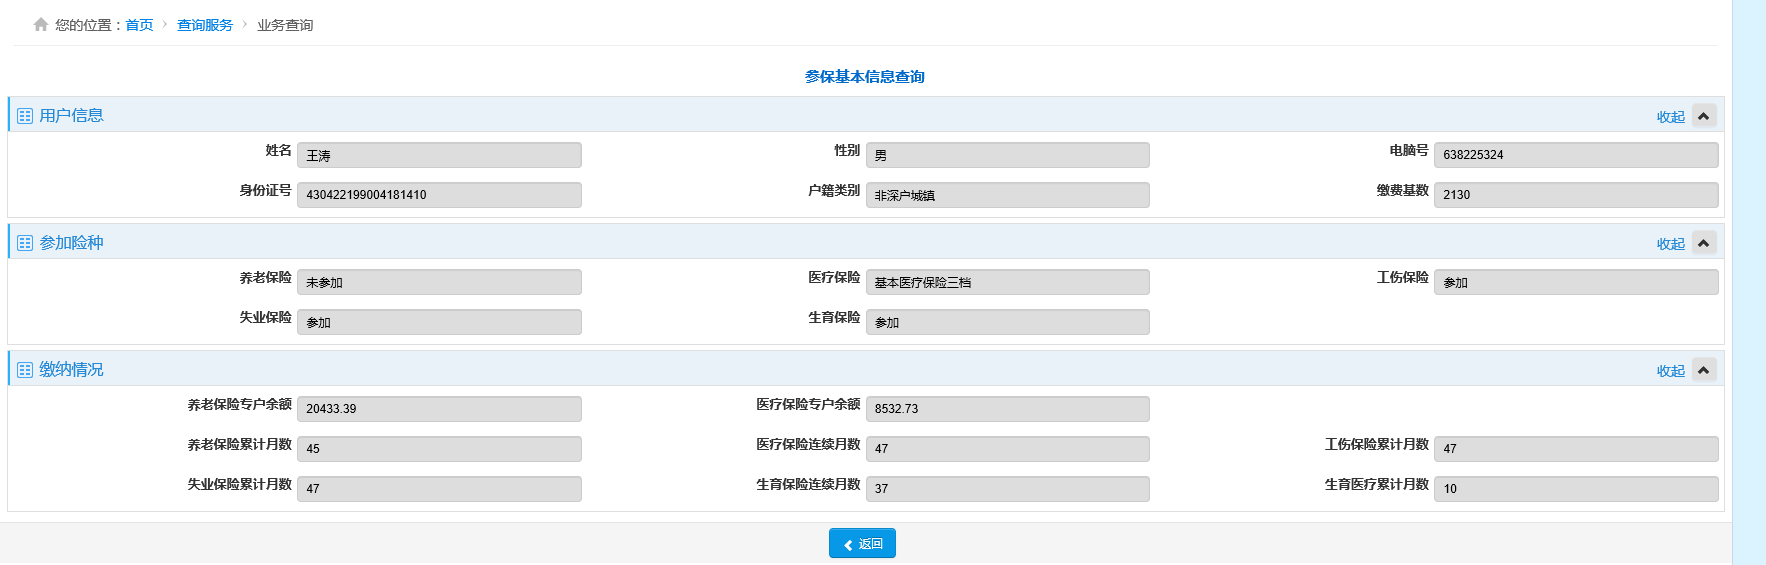 您的位置：首页 > 查询服务 > 业务查询
参保基本信息查询
用户信息 收起
姓名 王涛 性别 男 电脑号 638225324
身份证号 430422199004181410 户籍类别 非深户城镇 缴费基数 2130
参加险种 收起
养老保险 未参加 医疗保险 基本医疗保险三档 工伤保险 参加
失业保险 参加 生育保险 参加
缴纳情况 收起
养老保险专户余额 20433.39 医疗保险专户余额 8532.73
养老保险累计月数 45 医疗保险连续月数 47 工伤保险累计月数 47
失业保险累计月数 47 生育保险连续月数 37 生育医疗累计月数 10
返回